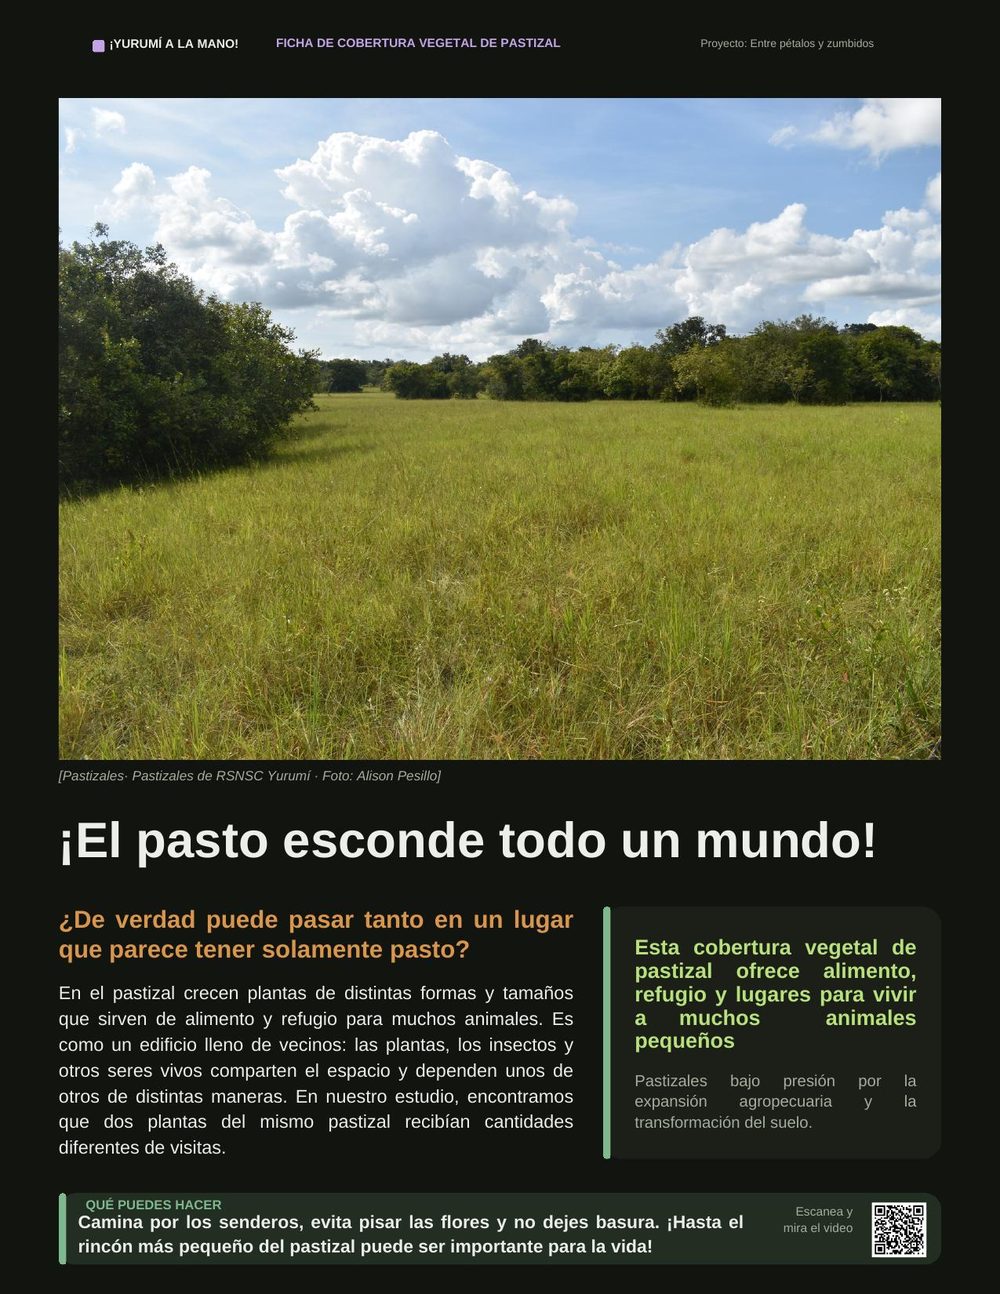 ¡YURUMÍ A LA MANO!
FICHA DE COBERTURA VEGETAL DE PASTIZAL
Proyecto: Entre pétalos y zumbidos
[Pastizales· Pastizales de RSNSC Yurumí · Foto: Alison Pesillo]
¡El pasto esconde todo un mundo!
¿De verdad puede pasar tanto en un lugar
que parece tener solamente pasto?
En el pastizal crecen plantas de distintas formas y tamaños
que sirven de alimento y refugio para muchos animales. Es
como un edificio lleno de vecinos: las plantas, los insectos y
otros seres vivos comparten el espacio y dependen unos de
otros de distintas maneras. En nuestro estudio, encontramos
que dos plantas del mismo pastizal recibían cantidades
diferentes de visitas.
Esta cobertura vegetal de
pastizal ofrece alimento,
refugio y lugares para vivir
a muchos animales
pequeños
Pastizales bajo presión por la
expansión agropecuaria y la
transformación del suelo.
QUÉ PUEDES HACER
Camina por los senderos, evita pisar las flores y no dejes basura. ¡Hasta el
rincón más pequeño del pastizal puede ser importante para la vida!
Escanea y
mira el video